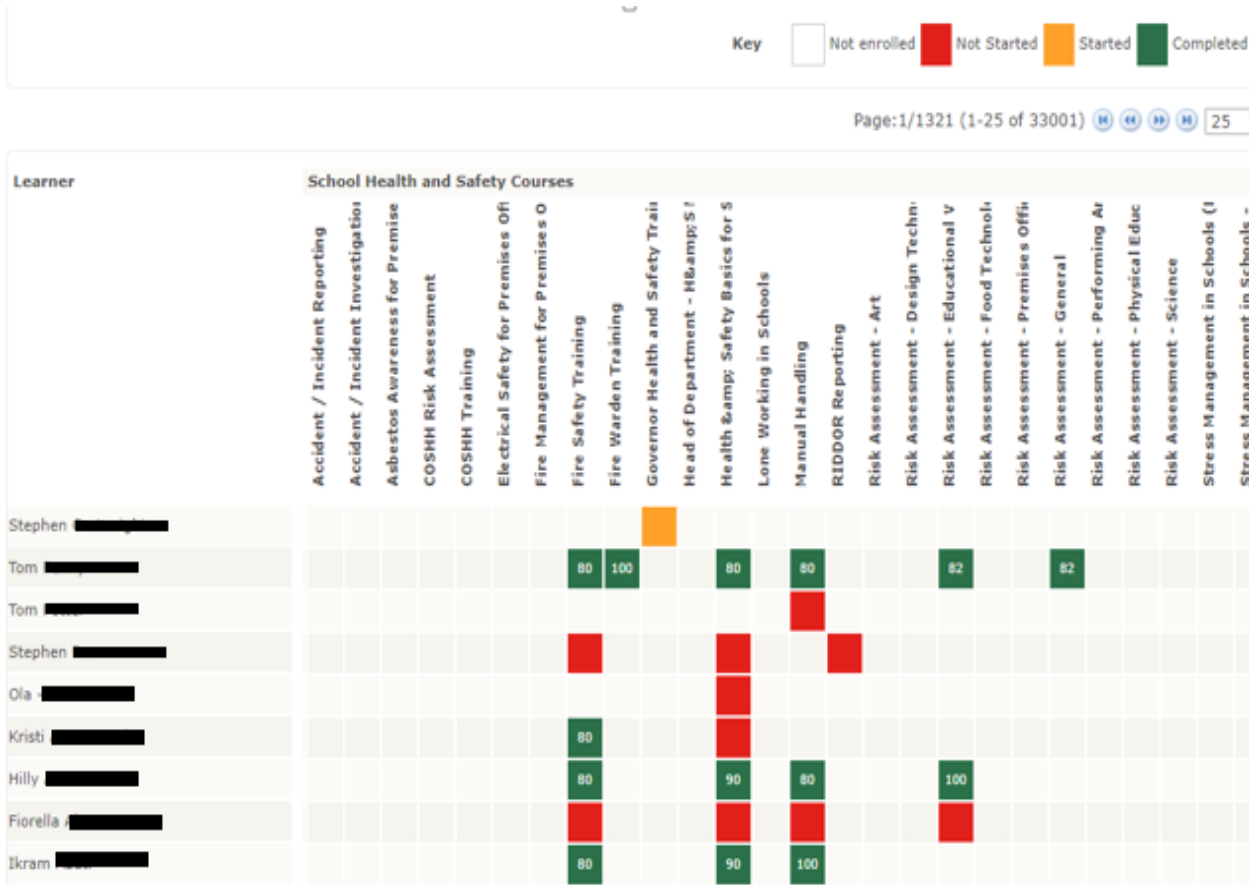 Key Not enrolled Not Started Started Completed
Page:1/1321 (1-25 of 33001) 25
Learner
School Health and Safety Courses
Accident / Incident Reporting
Accident / Incident Investigation
Asbestos Awareness for Premise
COSHH Risk Assessment
COSHH Training
Electrical Safety for Premises Off
Fire Management for Premises O
Fire Safety Training
Fire Warden Training
Governor Health and Safety Trai
Head of Department - H&amp;S
Health &amp; Safety Basics for S
Lone Working in Schools
Manual Handling
RIDDOR Reporting
Risk Assessment - Art
Risk Assessment - Design Techn
Risk Assessment - Educational V
Risk Assessment - Food Technol
Risk Assessment - Premises Offi
Risk Assessment - General
Risk Assessment - Performing Ar
Risk Assessment - Physical Educ
Risk Assessment - Science
Stress Management in Schools (
Stress Management in Schools -
Stephen
Tom 80 100 80 80 82 82
Tom
Stephen
Ola
Kristi 80
Hilly 80 90 80 100
Fiorella
Ikram 80 90 100